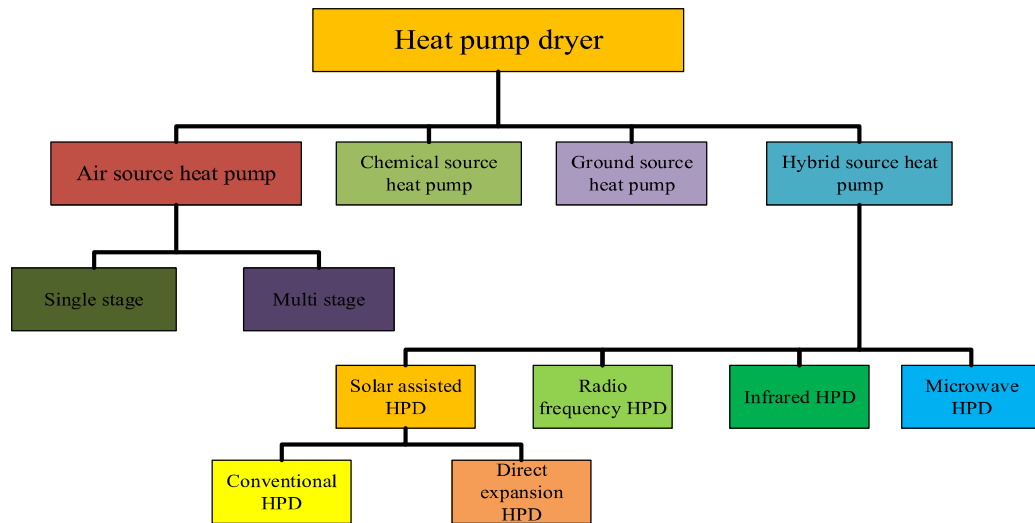 Heat pump dryer
Air source heat pump
Chemical source
heat pump
Ground source
heat pump
Hybrid source heat
pump
Single stage
Multi stage
Solar assisted
HPD
Radio
frequency HPD
Infrared HPD
Microwave
HPD
Conventional
HPD
Direct
expansion
HPD